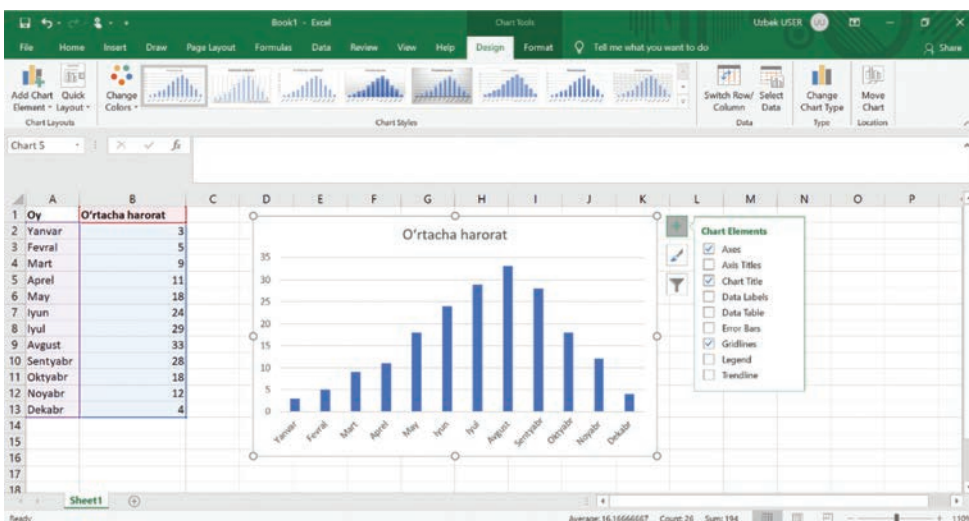 Book1 - Excel
Chart Tools
Uzbek USER
UU
File Home Insert Draw Page Layout Formulas Data Review View Help Design Format Tell me what you want to do Share
Add Chart Element Quick Layout Change Colors Switch Row/ Column Select Data Change Chart Type Move Chart
Chart Layouts Chart Styles Data Type Location
Chart 5 fx
A B C D E F G H I J K L M N O P
1 Oy O'rtacha harorat
2 Yanvar 3
3 Fevral 5
4 Mart 9
5 Aprel 11
6 May 18
7 Iyun 24
8 Iyul 29
9 Avgust 33
10 Sentyabr 28
11 Oktyabr 18
12 Noyabr 12
13 Dekabr 4
14
15
16
17
18
O'rtacha harorat
35
30
25
20
15
10
5
0
Yanvar Fevral Mart Aprel May Iyun Iyul Avgust Sentyabr Oktyabr Noyabr Dekabr
Chart Elements
Axes
Axis Titles
Chart Title
Data Labels
Data Table
Error Bars
Gridlines
Legend
Trendline
Sheet1
Ready Average: 16.16666667 Count: 26 Sum: 194 110%